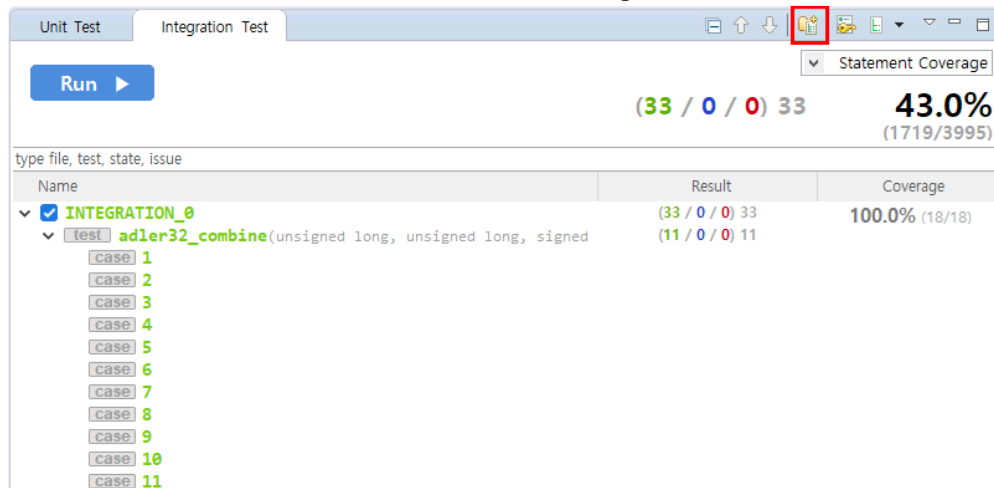 Unit Test Integration Test
Run
Statement Coverage
(33 / 0 / 0) 33 43.0%
(1719/3995)
type file, test, state, issue
Name Result Coverage
INTEGRATION_0 (33 / 0 / 0) 33 100.0% (18/18)
test adler32_combine(unsigned long, unsigned long, signed (11 / 0 / 0) 11
case 1
case 2
case 3
case 4
case 5
case 6
case 7
case 8
case 9
case 10
case 11